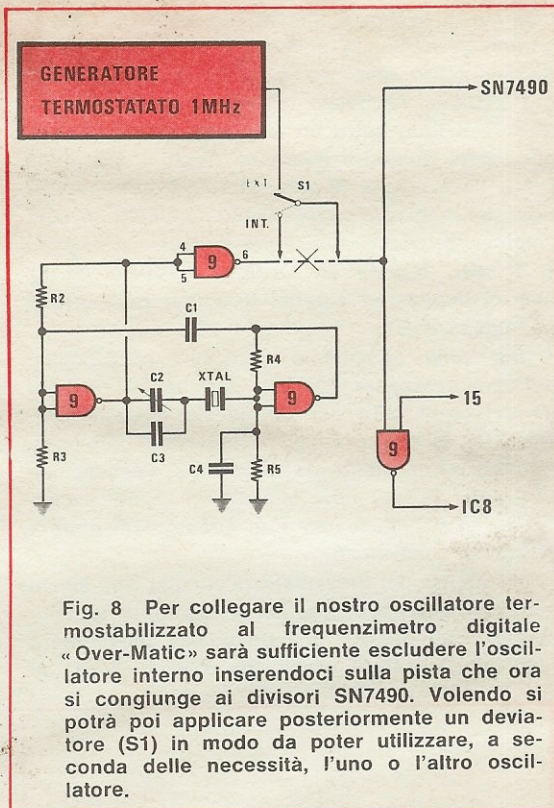 GENERATORE
TERMOSTATATO 1MHz
SN7490
EXT.
S1
INT.
4
9
6
5
R2
C1
R4
C2
XTAL
9
9
15
C3
9
R3
C4
R5
IC8
Fig. 8 Per collegare il nostro oscillatore ter-
mostabilizzato al frequenzimetro digitale
«Over-Matic» sarà sufficiente escludere l'oscil-
latore interno inserendoci sulla pista che ora
si congiunge ai divisori SN7490. Volendo si
potrà poi applicare posteriormente un devia-
tore (S1) in modo da poter utilizzare, a se-
conda delle necessità, l'uno o l'altro oscil-
latore.